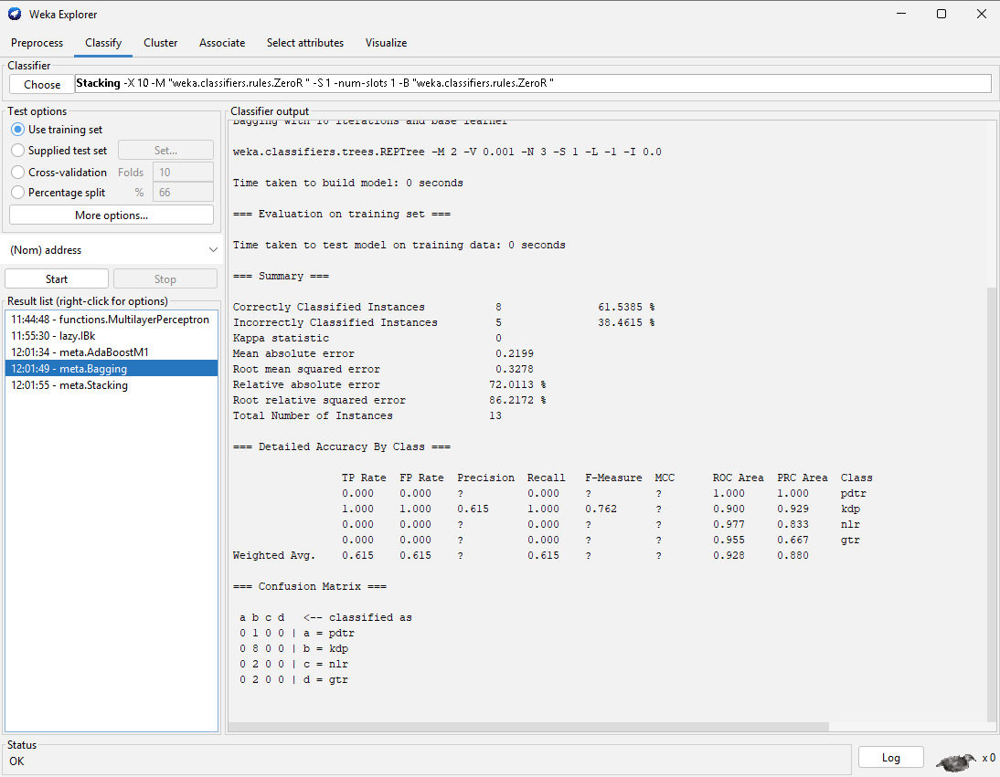 Weka Explorer
Preprocess Classify Cluster Associate Select attributes Visualize
Classifier
Choose Stacking -X 10 -M "weka.classifiers.rules.ZeroR " -S 1 -num-slots 1 -B "weka.classifiers.rules.ZeroR "
Test options
Use training set
Supplied test set Set...
Cross-validation Folds 10
Percentage split % 66
More options...
(Nom) address
Start Stop
Result list (right-click for options)
11:44:48 - functions.MultilayerPerceptron
11:55:30 - lazy.IBk
12:01:34 - meta.AdaBoostM1
12:01:49 - meta.Bagging
12:01:55 - meta.Stacking
Classifier output
Bagging with 10 iterations and base learner
weka.classifiers.trees.REPTree -M 2 -V 0.001 -N 3 -S 1 -L -1 -I 0.0
Time taken to build model: 0 seconds
=== Evaluation on training set ===
Time taken to test model on training data: 0 seconds
=== Summary ===
Correctly Classified Instances 8 61.5385 %
Incorrectly Classified Instances 5 38.4615 %
Kappa statistic 0
Mean absolute error 0.2199
Root mean squared error 0.3278
Relative absolute error 72.0113 %
Root relative squared error 86.2172 %
Total Number of Instances 13
=== Detailed Accuracy By Class ===
TP Rate FP Rate Precision Recall F-Measure MCC ROC Area PRC Area Class
0.000 0.000 ? 0.000 ? ? 1.000 1.000 pdtr
1.000 1.000 0.615 1.000 0.762 ? 0.900 0.929 kdp
0.000 0.000 ? 0.000 ? ? 0.977 0.833 nlr
0.000 0.000 ? 0.000 ? ? 0.955 0.667 gtr
Weighted Avg. 0.615 0.615 ? 0.615 ? ? 0.928 0.880
=== Confusion Matrix ===
a b c d <-- classified as
0 1 0 0 | a = pdtr
0 8 0 0 | b = kdp
0 2 0 0 | c = nlr
0 2 0 0 | d = gtr
Status
OK
Log x 0